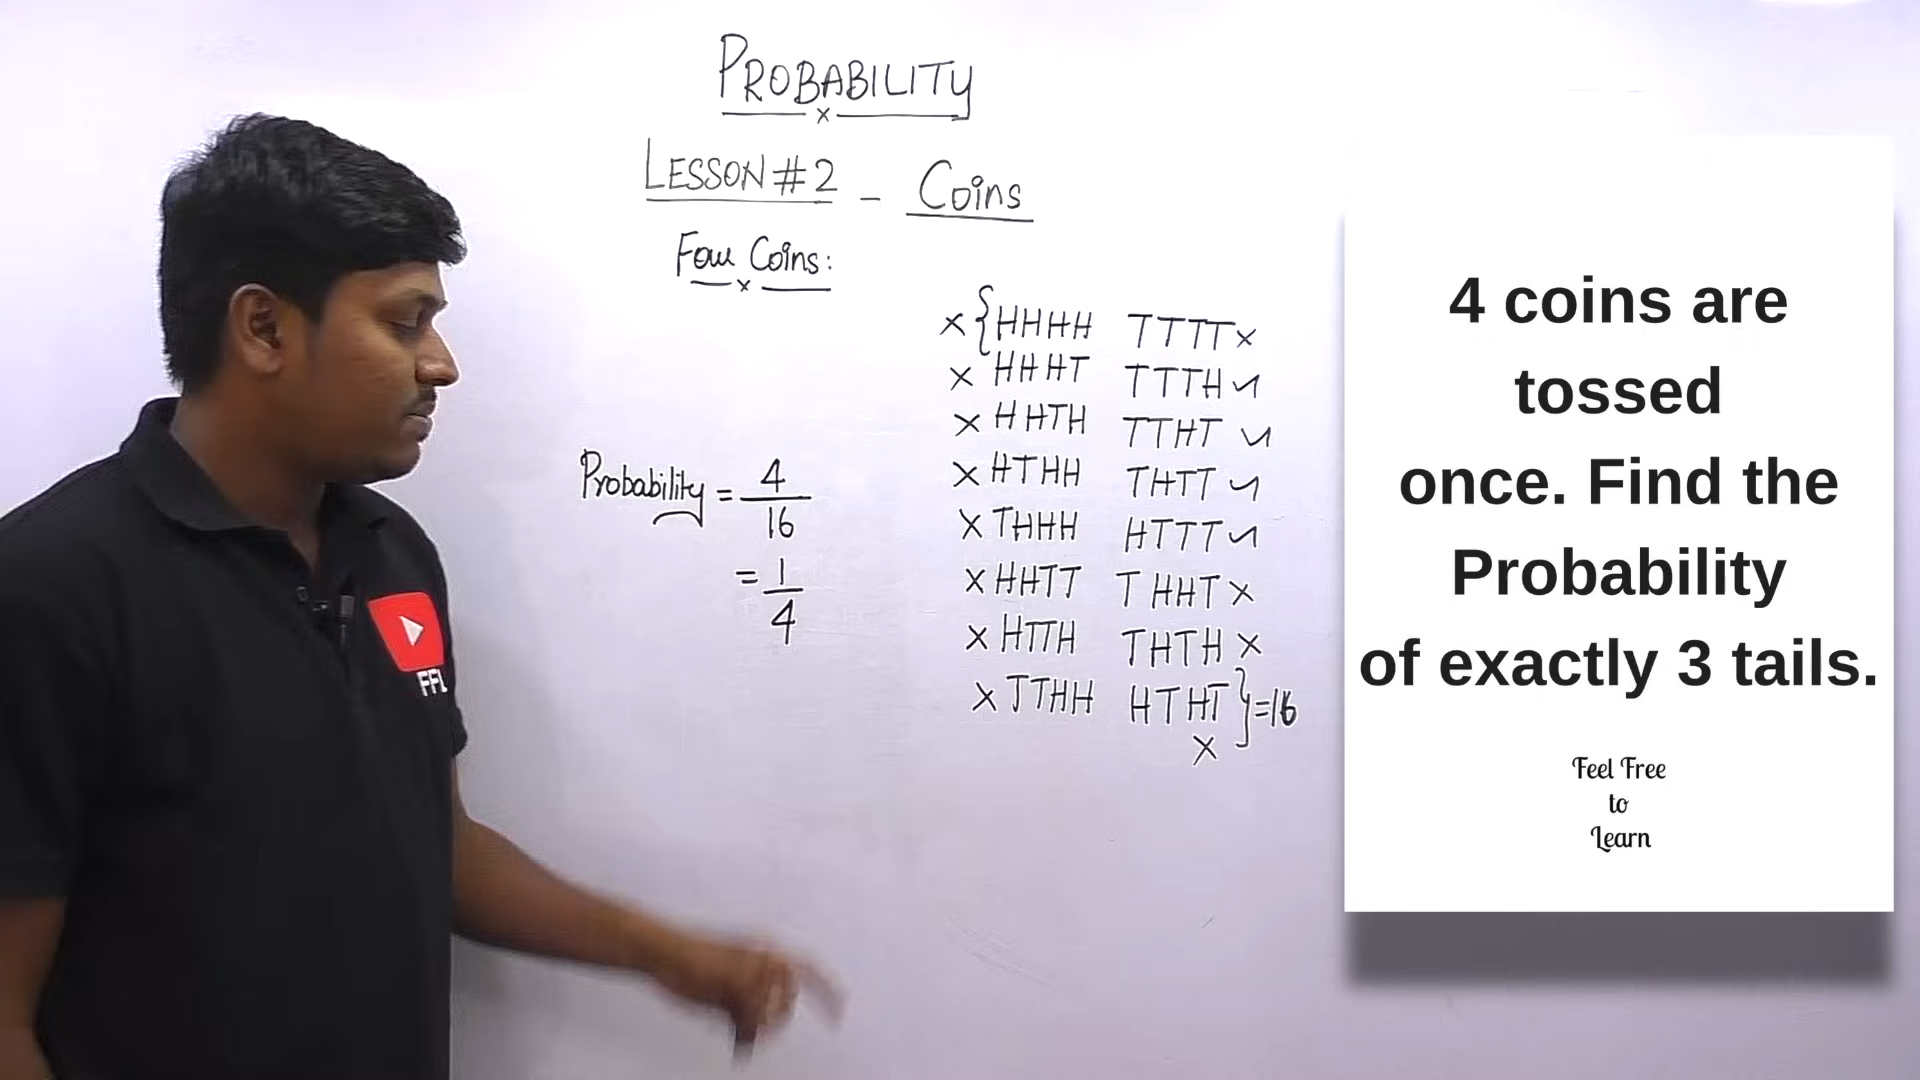 PROBABILITY
x
LESSON #2 - Coins
Four Coins:
x
x { HHHH TTTT x
x HHHT TTTH ✓
x HHTH TTHT ✓
x HTHH THTT ✓
x THHH HTTT ✓
x HHTT THHT x
x HTTH THTH x
x TTHH HTHT } = 16
x
Probability = 4/16
= 1/4
FFL
4 coins are
tossed
once. Find the
Probability
of exactly 3 tails.
Feel Free
to
Learn